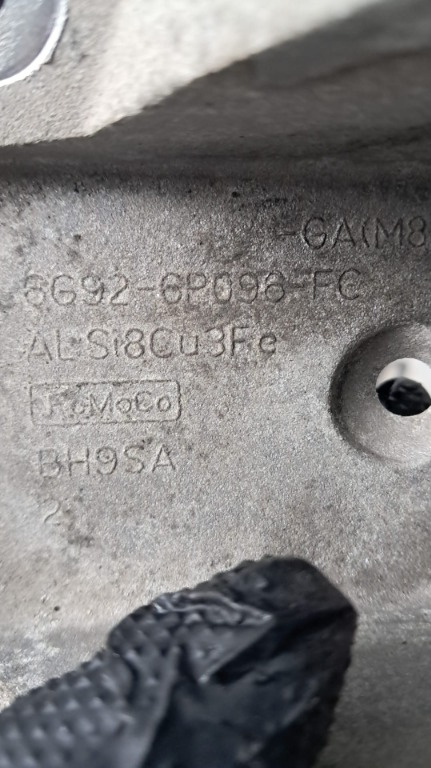 -GA(M8
6G92-6P096-FC
AL Si8Cu3Fe
FoMoCo
BH9SA
2